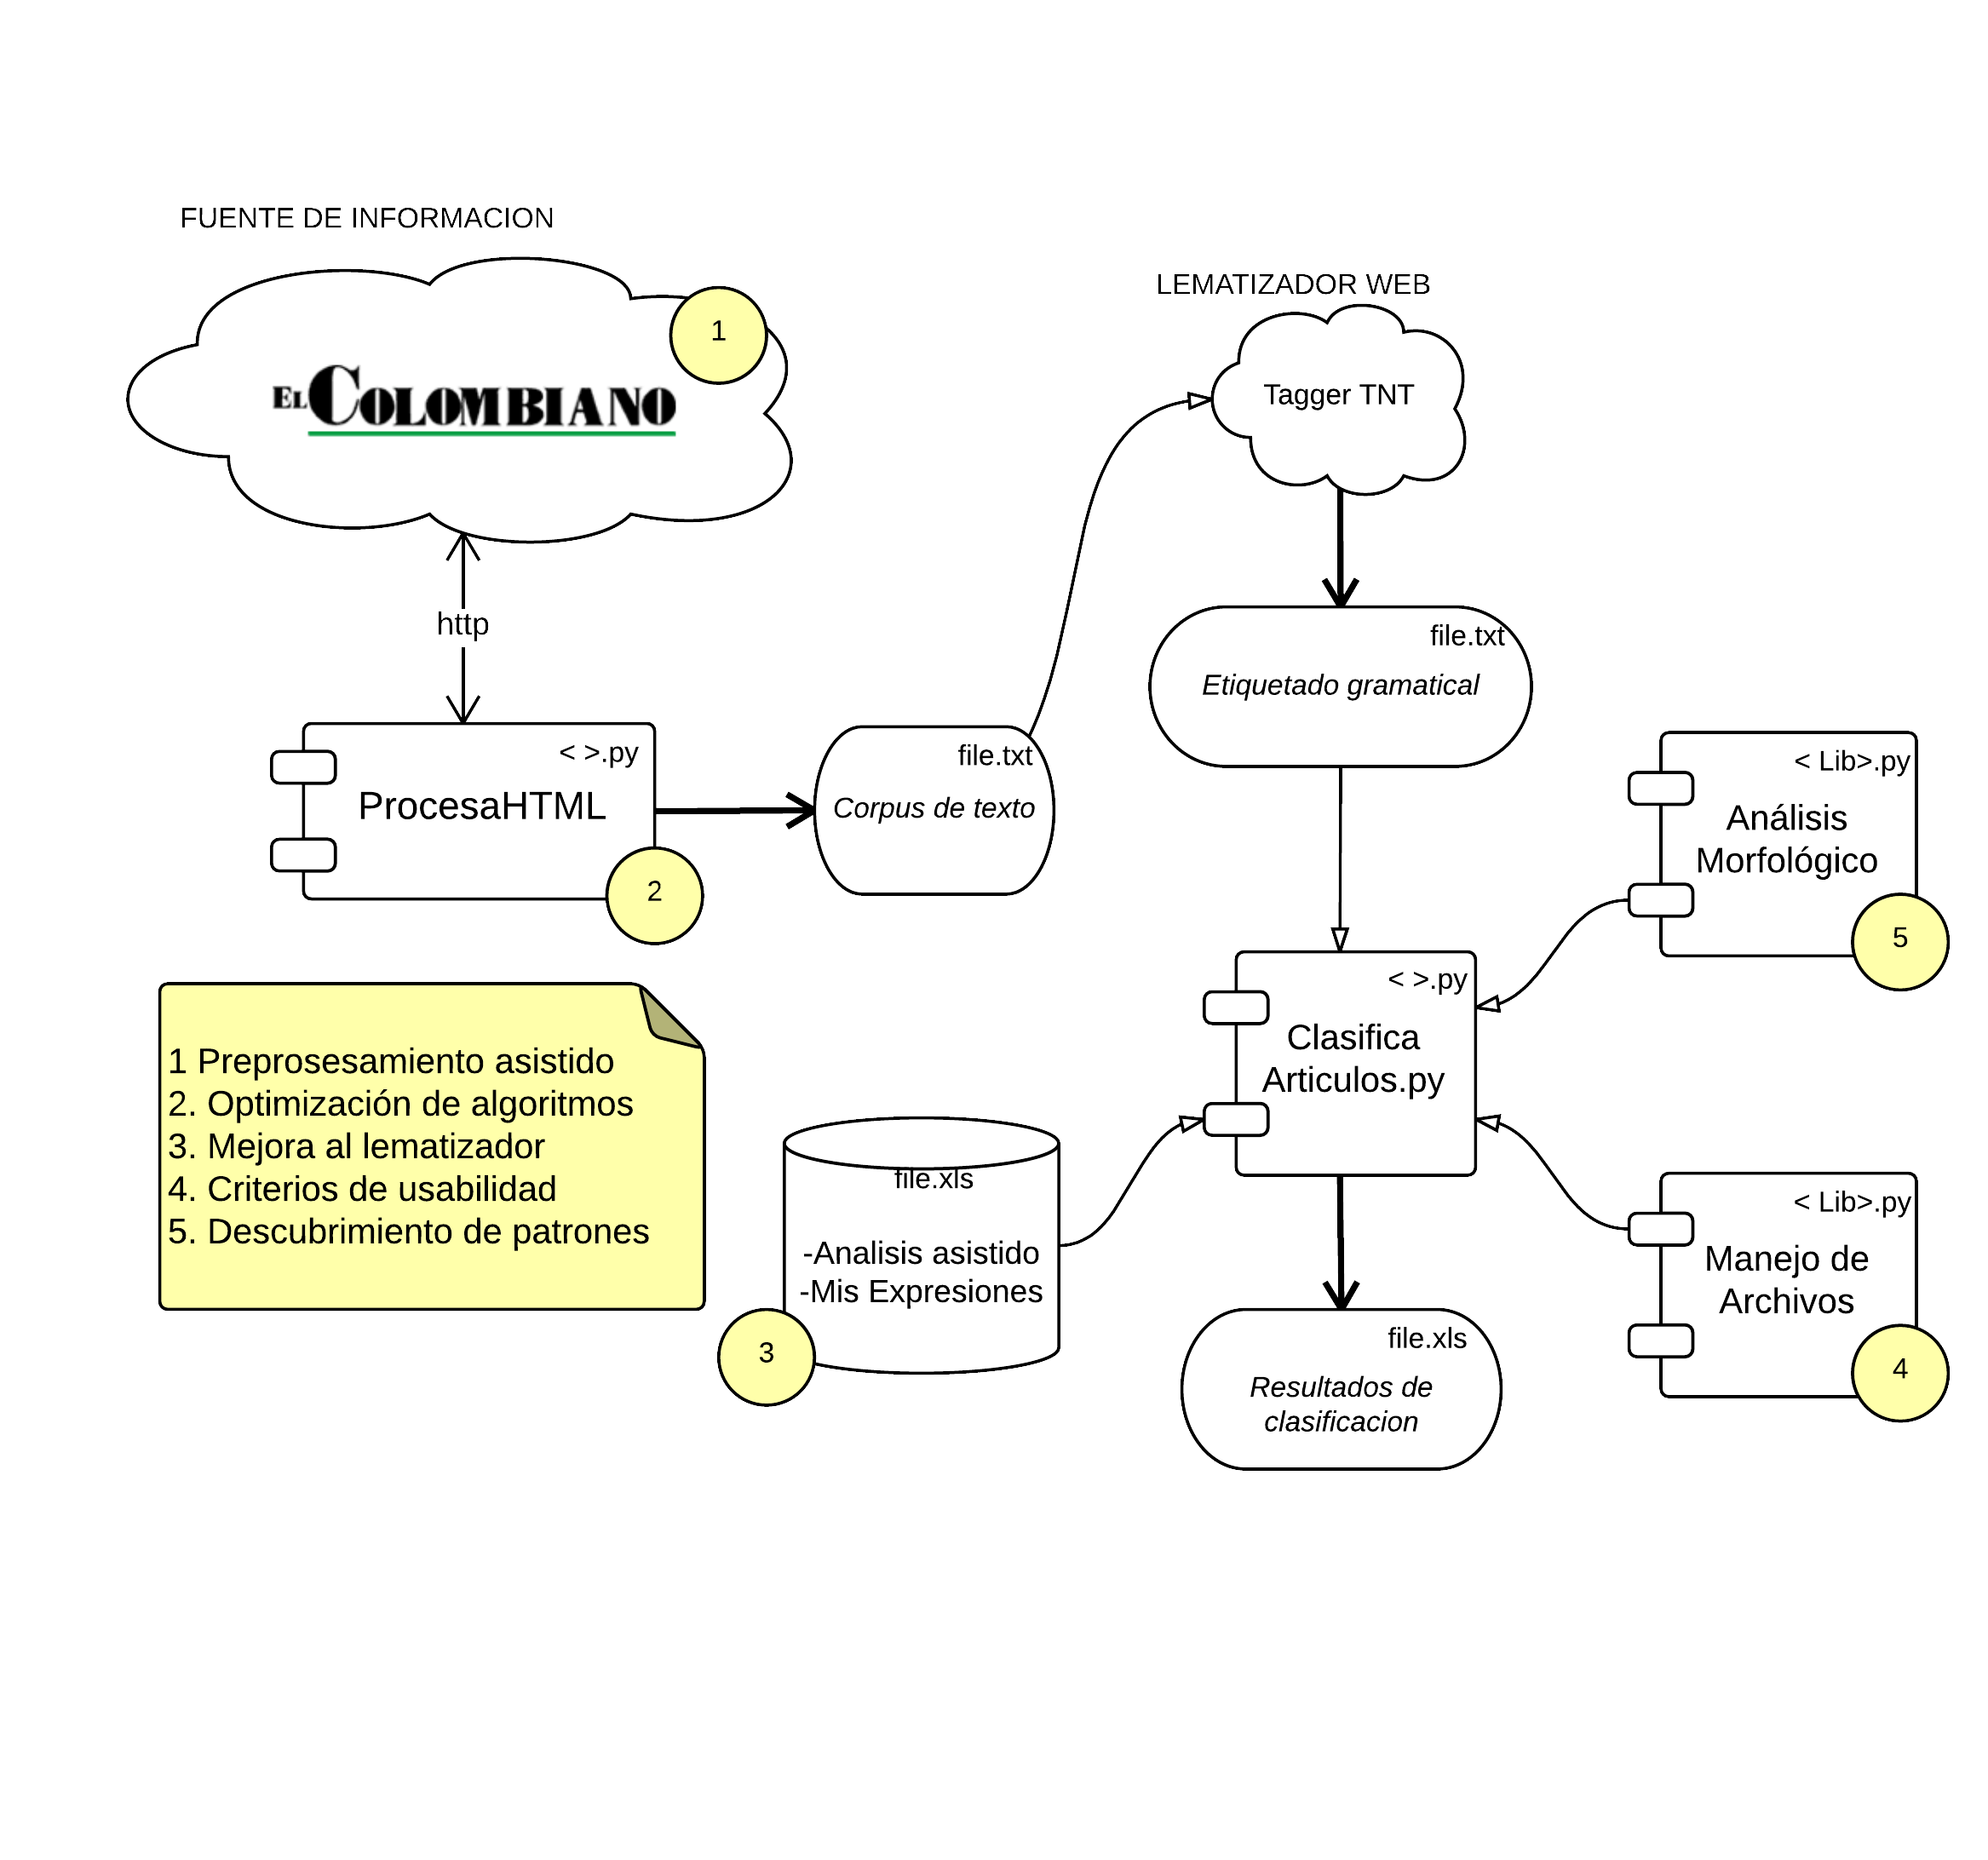 FUENTE DE INFORMACION
1
EL COLOMBIANO
http
< >.py
ProcesaHTML
2
file.txt
Corpus de texto
LEMATIZADOR WEB
Tagger TNT
file.txt
Etiquetado gramatical
< Lib>.py
Análisis
Morfológico
5
< >.py
Clasifica
Articulos.py
1 Preprosesamiento asistido
2. Optimización de algoritmos
3. Mejora al lematizador
4. Criterios de usabilidad
5. Descubrimiento de patrones
file.xls
-Analisis asistido
-Mis Expresiones
3
< Lib>.py
Manejo de
Archivos
4
file.xls
Resultados de
clasificacion